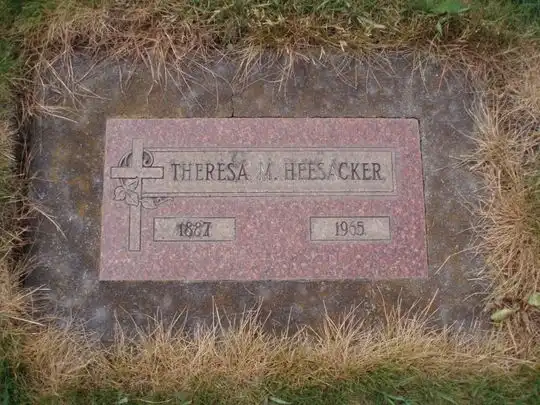 THERESA M. HEESACKER
1887 1965